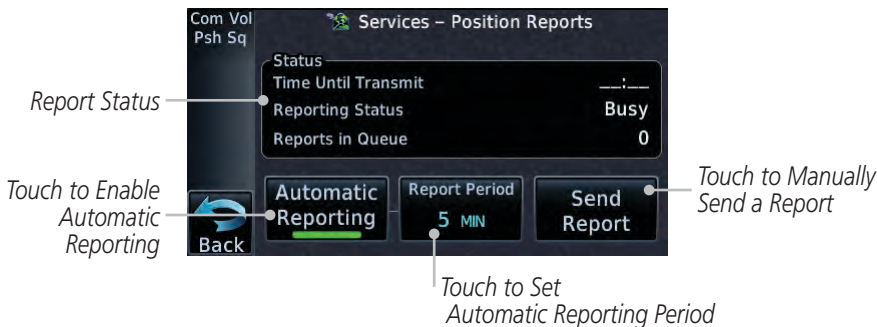 Com Vol
Psh Sq
Services – Position Reports
Status
Time Until Transmit __:__
Reporting Status Busy
Reports in Queue 0
Automatic
Reporting
Report Period
5 MIN
Send
Report
Back
Report Status
Touch to Enable
Automatic
Reporting
Touch to Manually
Send a Report
Touch to Set
Automatic Reporting Period